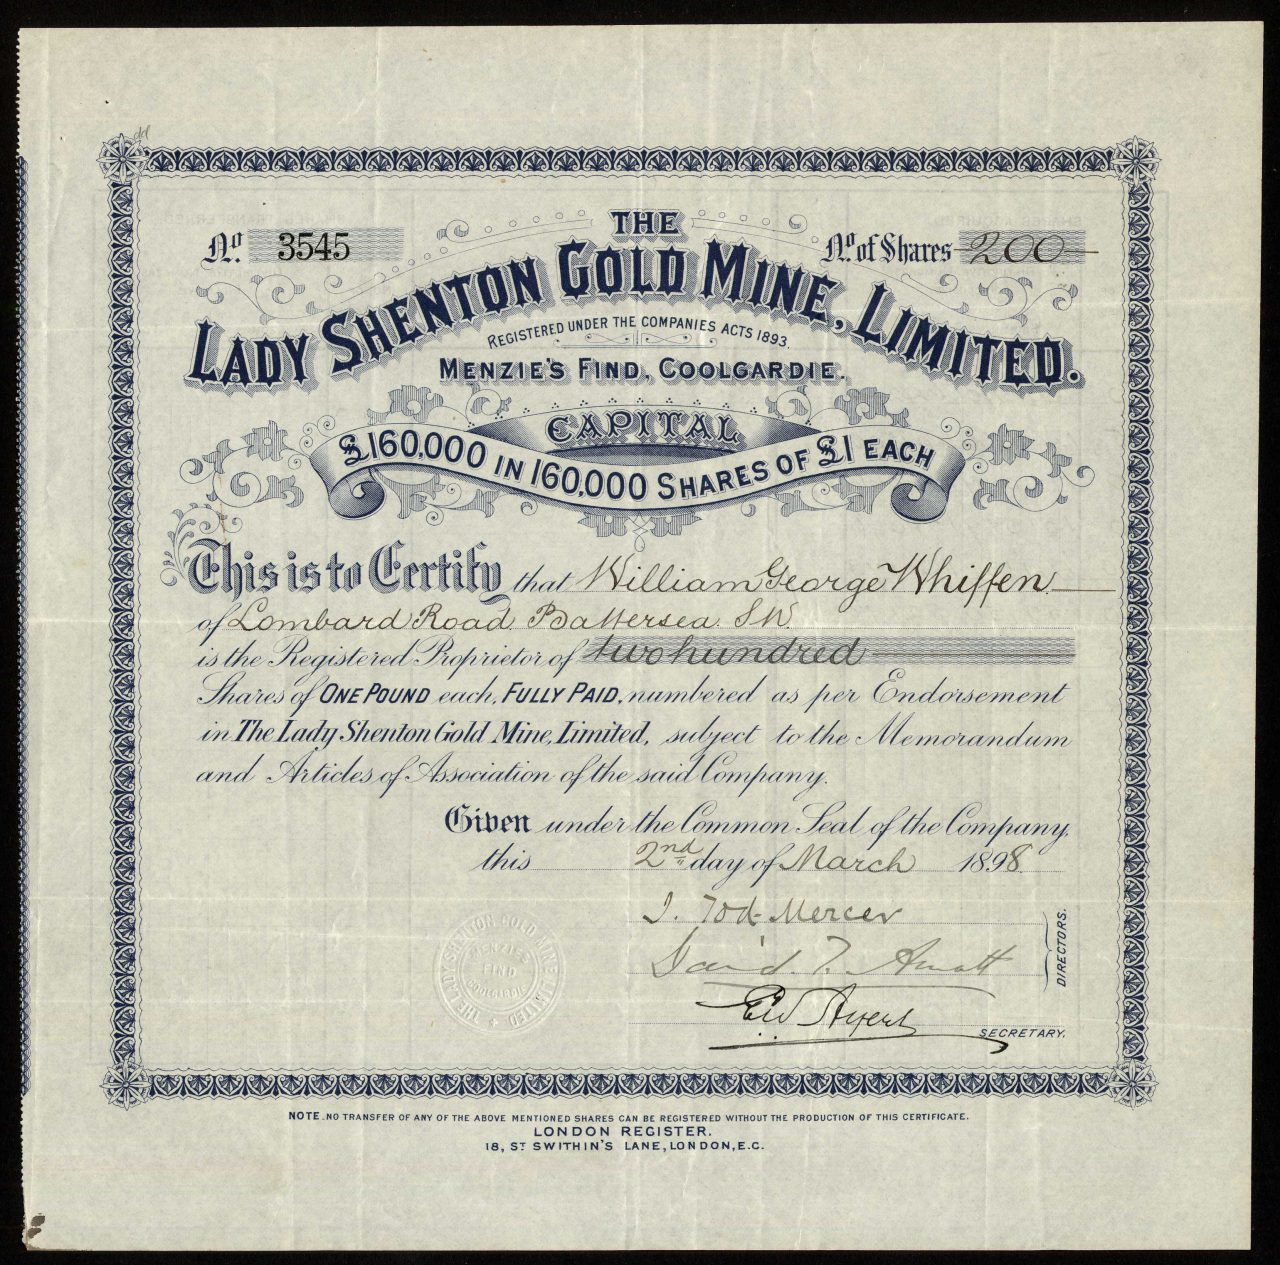 No. 3545
No. of Shares 200
THE
LADY SHENTON GOLD MINE, LIMITED.
REGISTERED UNDER THE COMPANIES ACTS 1893.
MENZIE'S FIND, COOLGARDIE.
CAPITAL
£160,000 IN 160,000 SHARES OF £1 EACH
This is to Certify that William George Whiffen
of Lombard Road Battersea S.W.
is the Registered Proprietor of two hundred
Shares of ONE POUND each, FULLY PAID, numbered as per Endorsement
in The Lady Shenton Gold Mine, Limited, subject to the Memorandum
and Articles of Association of the said Company.
Given under the Common Seal of the Company,
this 2nd day of March 1898.
J. Tod-Mercer
David T.
DIRECTORS.
SECRETARY.
THE LADY SHENTON GOLD MINE LIMITED
MENZIES
FIND
COOLGARDIE
NOTE. NO TRANSFER OF ANY OF THE ABOVE MENTIONED SHARES CAN BE REGISTERED WITHOUT THE PRODUCTION OF THIS CERTIFICATE.
LONDON REGISTER.
18, ST SWITHIN'S LANE, LONDON, E.C.